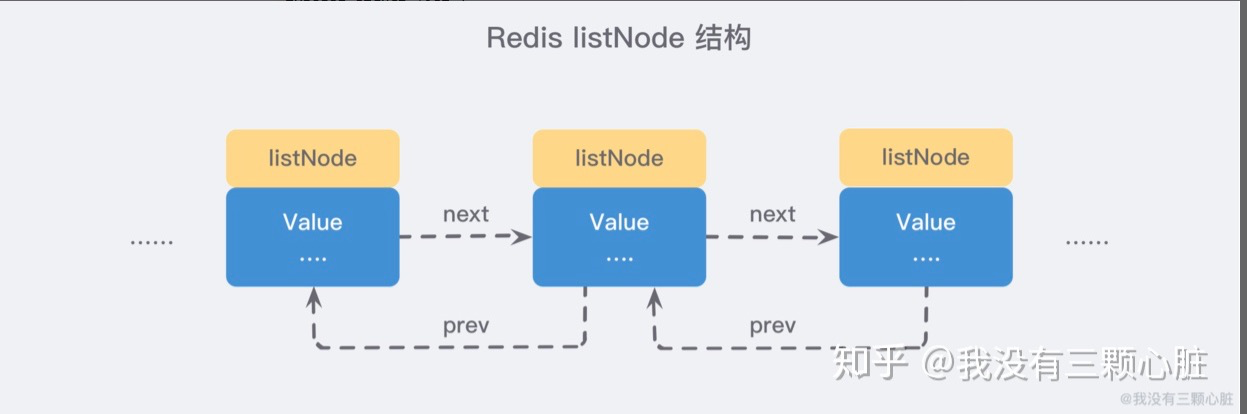 Redis listNode 结构
listNode
listNode
listNode
Value
next
Value
next
Value
......
....
....
....
......
prev
prev
知乎 @我没有三颗心脏
@我没有三颗心脏